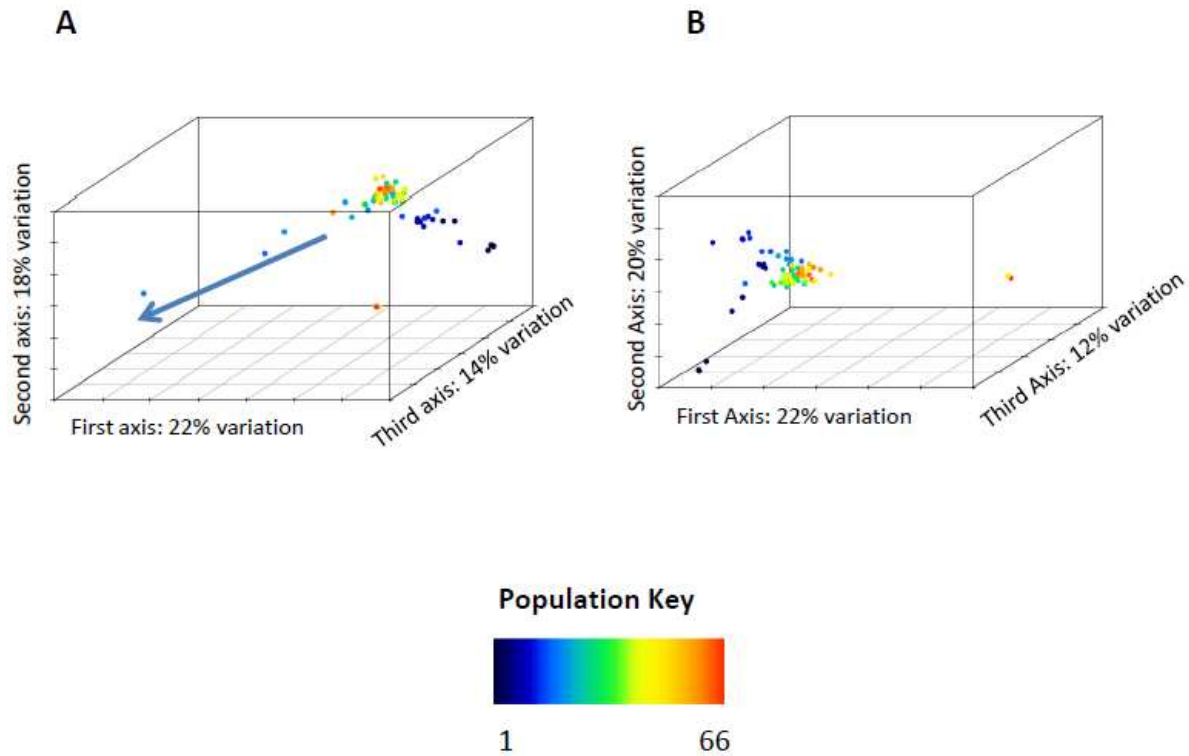 A
B
Second axis: 18% variation
First axis: 22% variation
Third axis: 14% variation
Second Axis: 20% variation
First Axis: 22% variation
Third Axis: 12% variation
Population Key
1
66